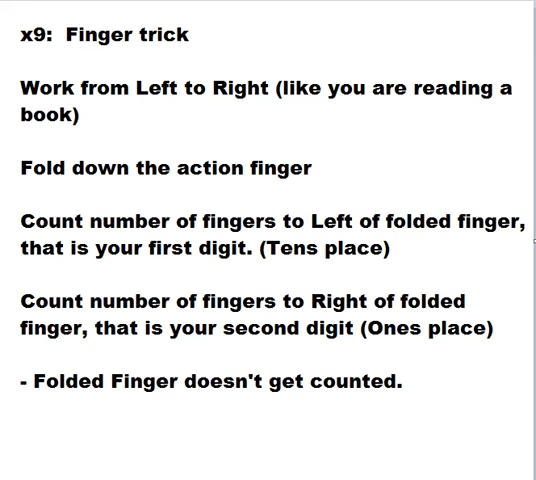 x9:  Finger trick
Work from Left to Right (like you are reading a
book)
Fold down the action finger
Count number of fingers to Left of folded finger,
that is your first digit. (Tens place)
Count number of fingers to Right of folded
finger, that is your second digit (Ones place)
- Folded Finger doesn't get counted.